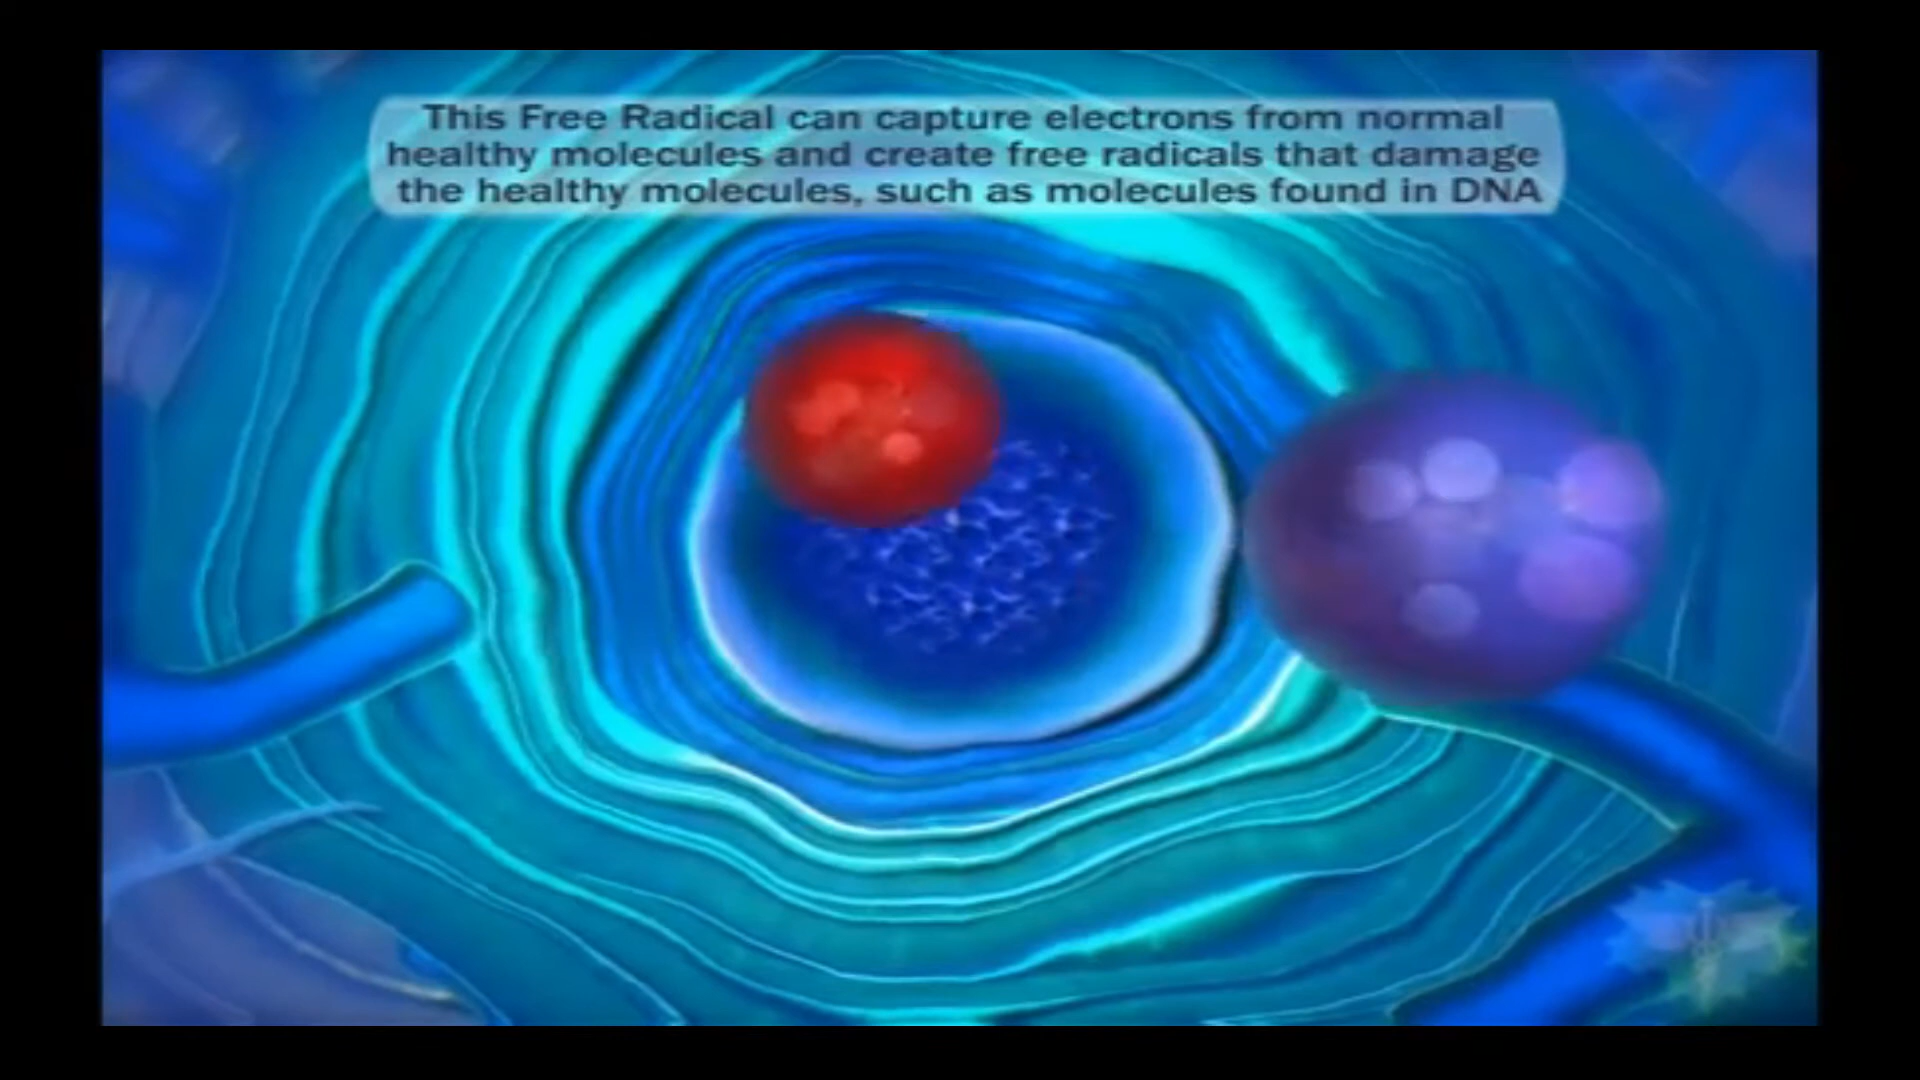 This Free Radical can capture electrons from normal
healthy molecules and create free radicals that damage
the healthy molecules, such as molecules found in DNA